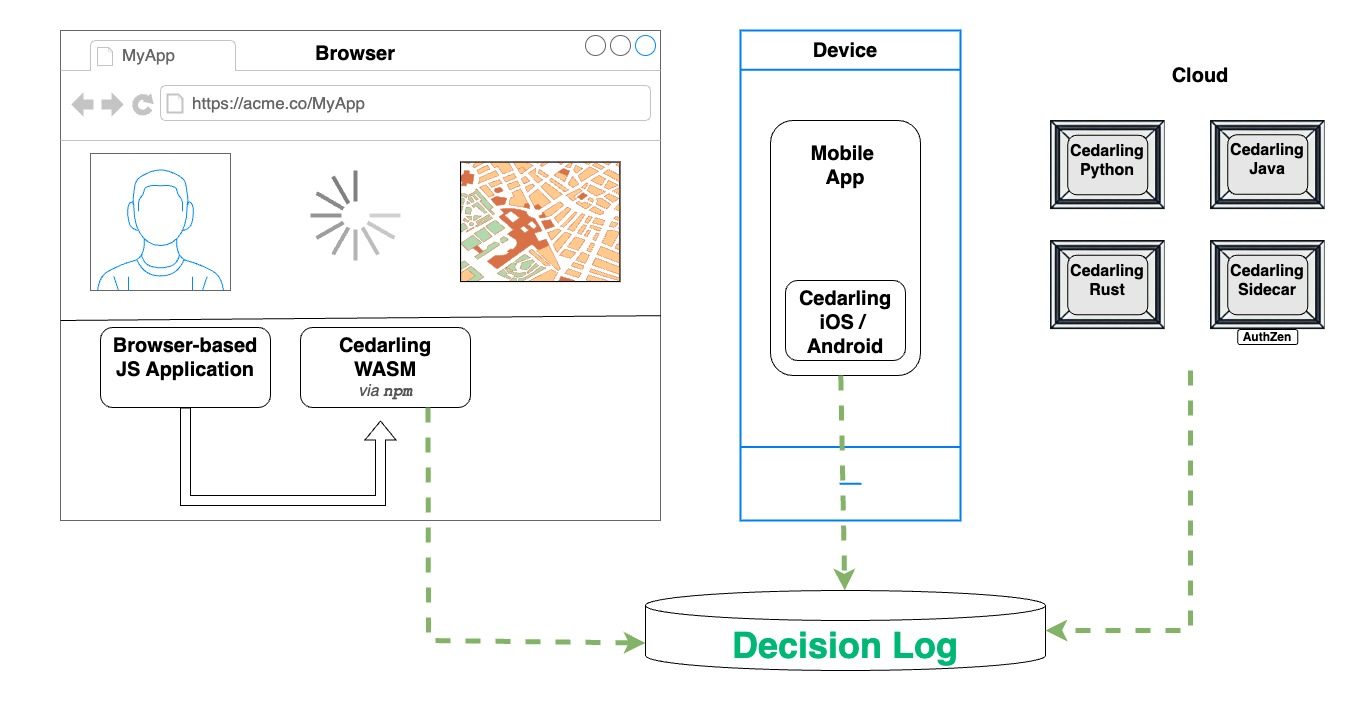 MyApp
Browser
https://acme.co/MyApp
Browser-based
JS Application
Cedarling
WASM
via npm
Device
Mobile
App
Cedarling
iOS /
Android
Cloud
Cedarling
Python
Cedarling
Java
Cedarling
Rust
Cedarling
Sidecar
AuthZen
Decision Log